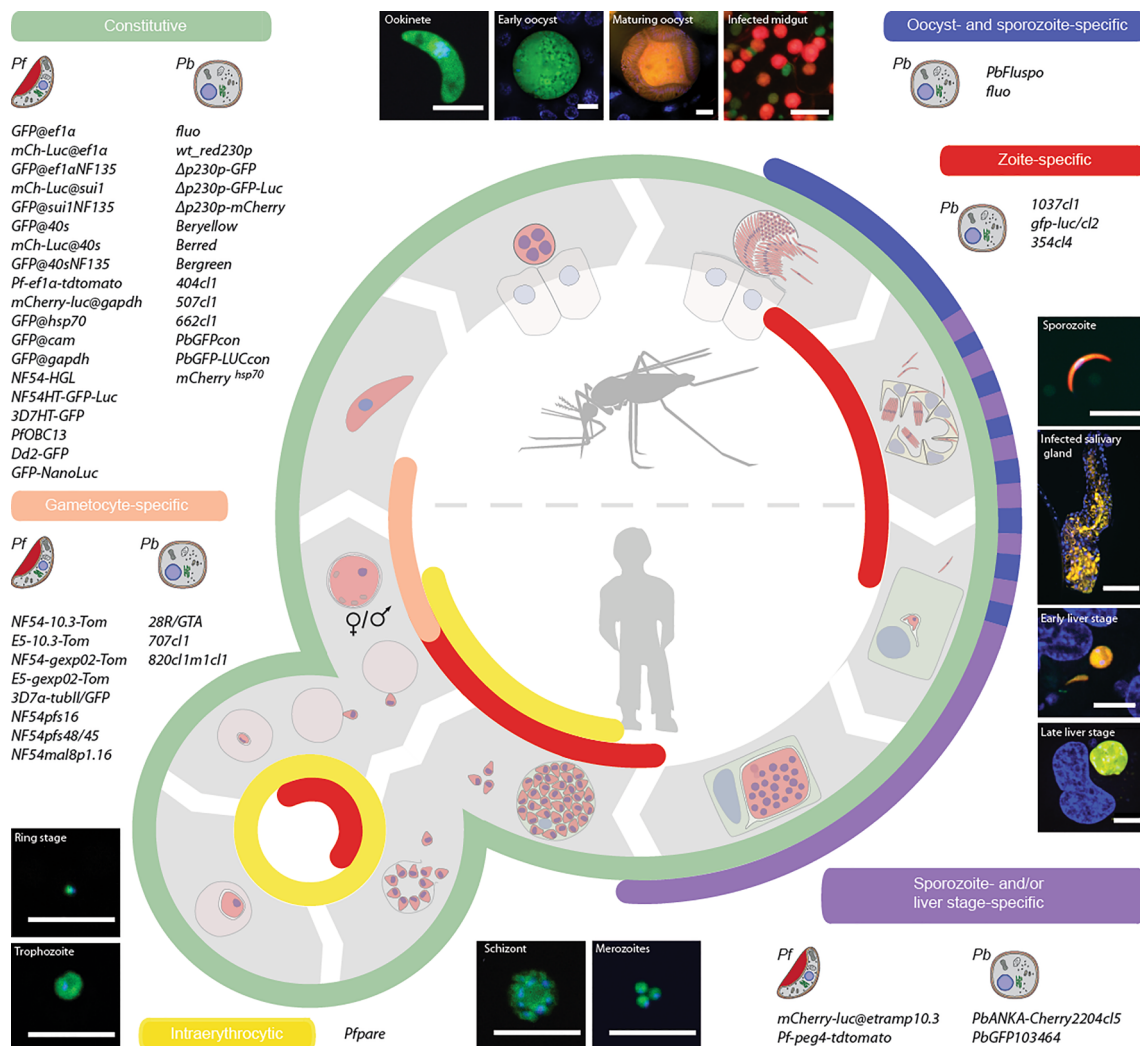 Constitutive
Pf
Pb
GFP@ef1α
mCh-Luc@ef1α
GFP@ef1αNF135
mCh-Luc@sui1
GFP@sui1NF135
GFP@40s
mCh-Luc@40s
GFP@40sNF135
Pf-ef1α-tdtomato
mCherry-luc@gapdh
GFP@hsp70
GFP@cam
GFP@gapdh
NF54-HGL
NF54HT-GFP-Luc
3D7HT-GFP
PfOBC13
Dd2-GFP
GFP-NanoLuc
fluo
wt_red230p
Δp230p-GFP
Δp230p-GFP-Luc
Δp230p-mCherry
Beryellow
Berred
Bergreen
404cl1
507cl1
662cl1
PbGFPcon
PbGFP-LUCcon
mCherry hsp70
Ookinete
Early oocyst
Maturing oocyst
Infected midgut
Oocyst- and sporozoite-specific
Pb
PbFluspo
fluo
Zoite-specific
Pb
1037cl1
gfp-luc/cl2
354cl4
Sporozoite
Infected salivary
gland
Early liver stage
Late liver stage
Gametocyte-specific
Pf
Pb
NF54-10.3-Tom
E5-10.3-Tom
NF54-gexp02-Tom
E5-gexp02-Tom
3D7a-tubII/GFP
NF54pfs16
NF54pfs48/45
NF54mal8p1.16
28R/GTA
707cl1
820cl1m1cl1
♀/♂
Ring stage
Trophozoite
Intraerythrocytic
Pfpare
Schizont
Merozoites
Sporozoite- and/or
liver stage-specific
Pf
Pb
mCherry-luc@etramp10.3
Pf-peg4-tdtomato
PbANKA-Cherry2204cl5
PbGFP103464